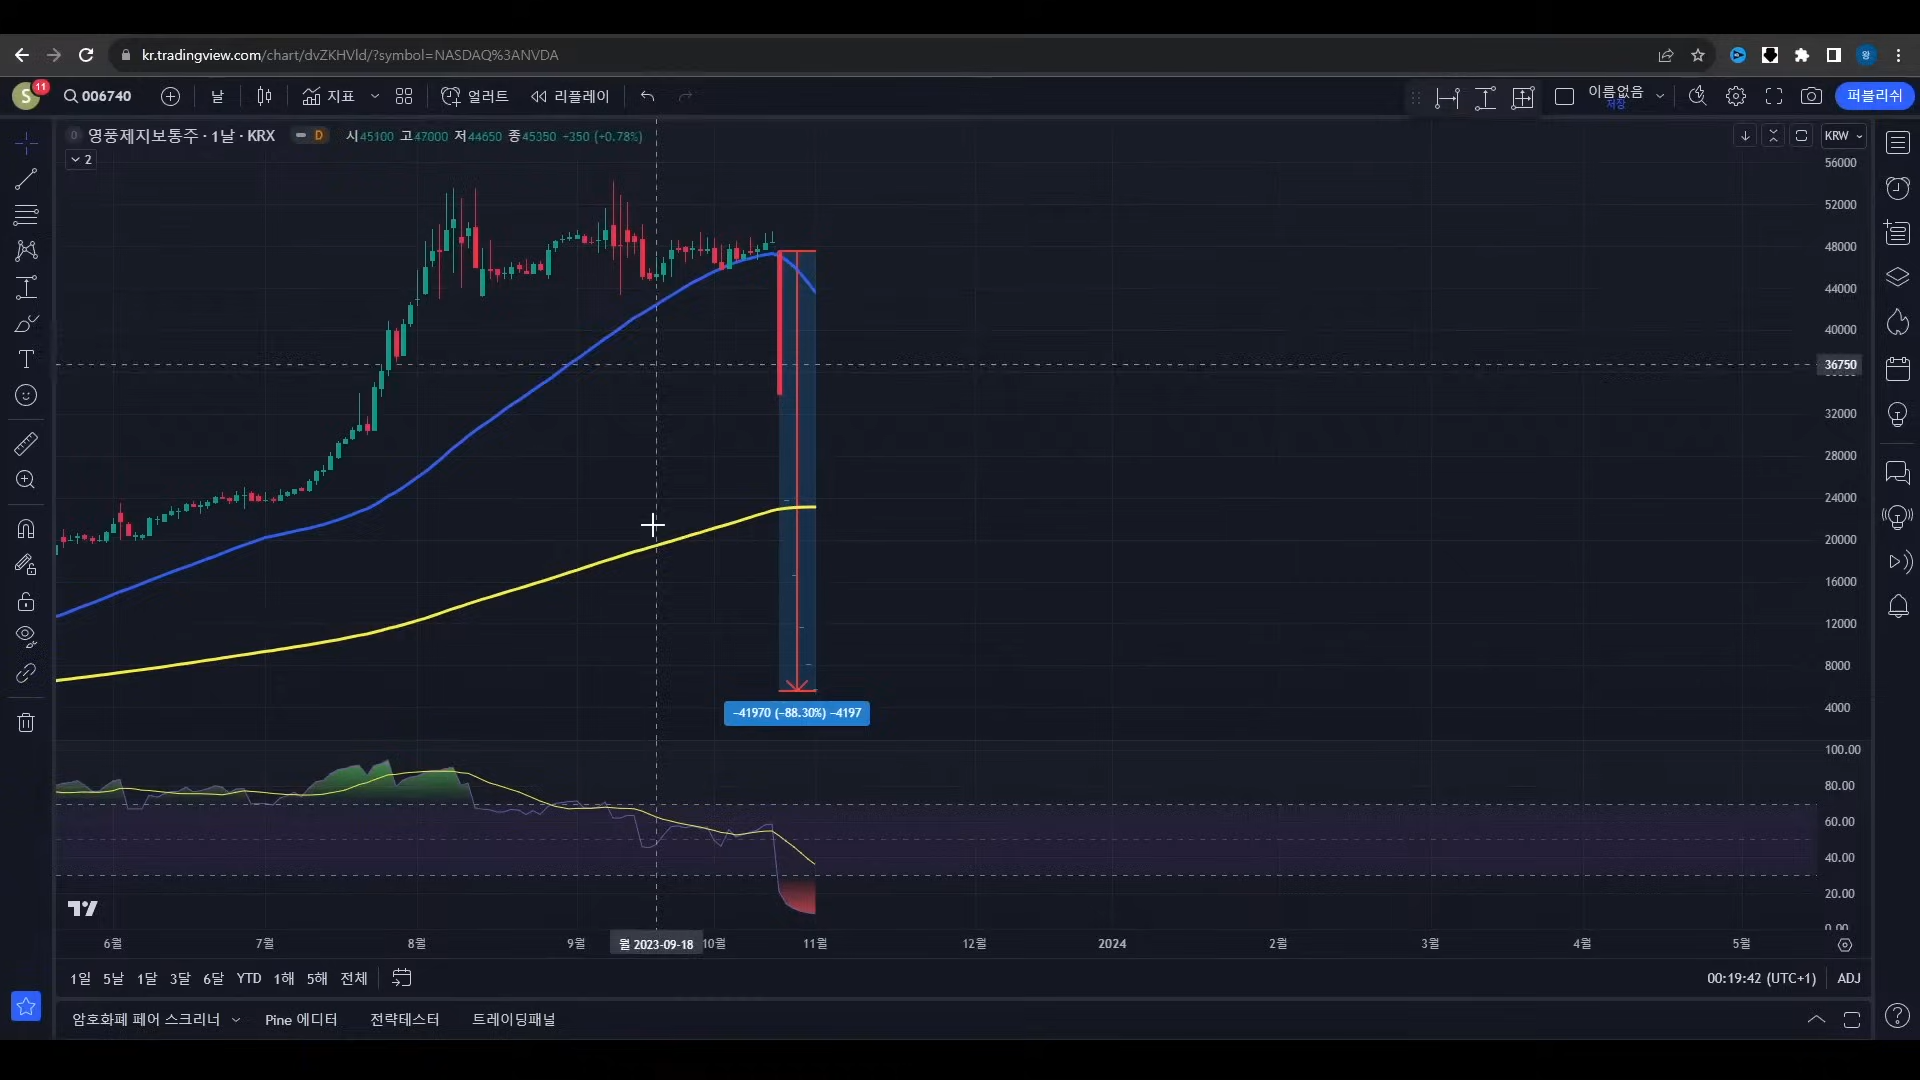 kr.tradingview.com/chart/dvZKHVld/?symbol=NASDAQ%3ANVDA
S 11 006740 날 지표 얼러트 리플레이 이름없음 퍼블리쉬
저장
영풍제지보통주 · 1날 · KRX D 시45100 고47000 저44650 종45350 +350 (+0.78%) KRW
2
56000
52000
48000
44000
40000
36750
32000
28000
24000
20000
16000
12000
8000
4000
−41970 (−88.30%) −4197
100.00
80.00
60.00
40.00
20.00
0.00
6월 7월 8월 9월 월 2023-09-18 10월 11월 12월 2024 2월 3월 4월 5월
1일 5날 1달 3달 6달 YTD 1해 5해 전체 00:19:42 (UTC+1) ADJ
암호화폐 페어 스크리너 Pine 에디터 전략테스터 트레이딩패널